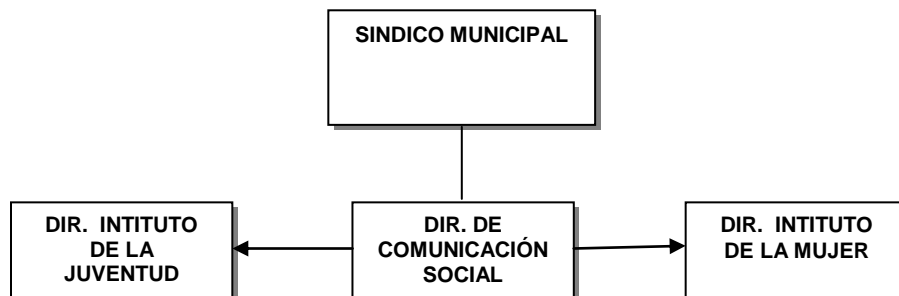 SINDICO MUNICIPAL
DIR. INTITUTO
DE LA
JUVENTUD
DIR. DE
COMUNICACIÓN
SOCIAL
DIR. INTITUTO
DE LA MUJER